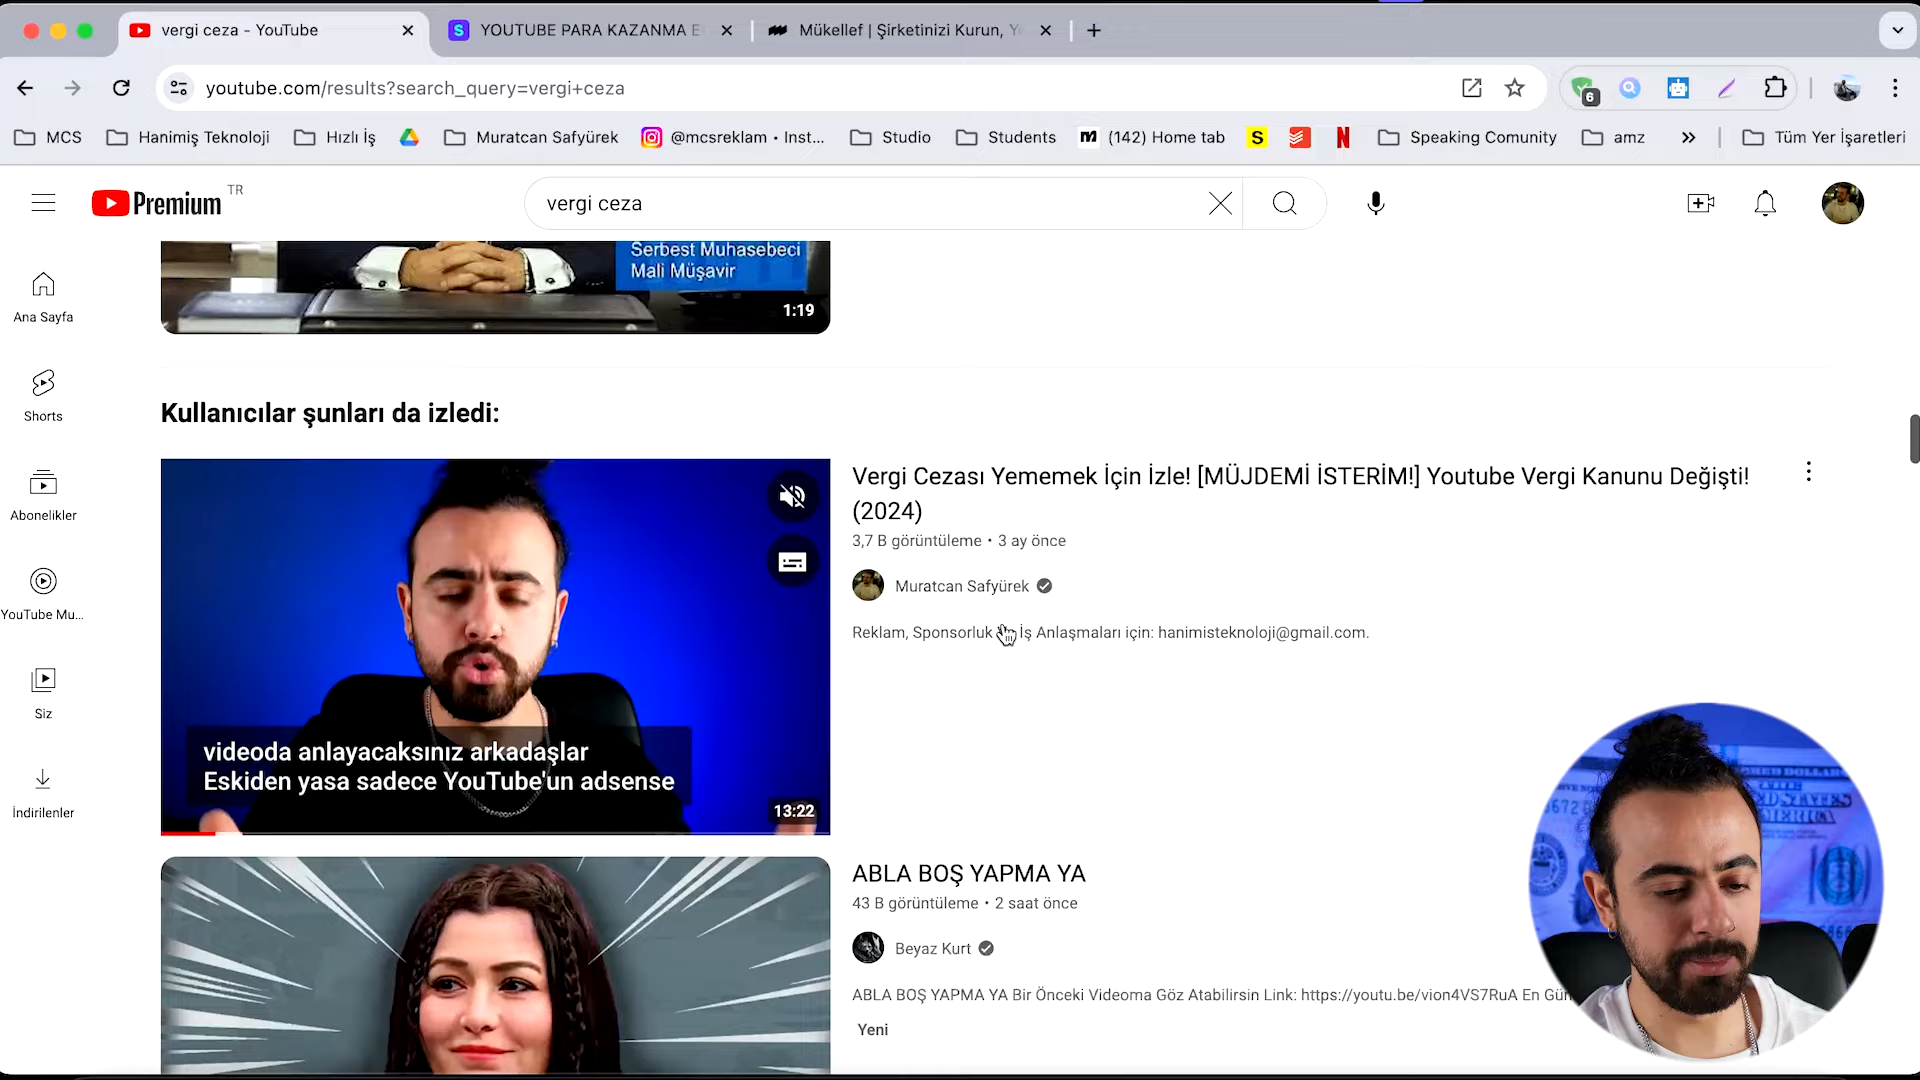 vergi ceza - YouTube
YOUTUBE PARA KAZANMA E
Mükellef | Şirketinizi Kurun, Y
youtube.com/results?search_query=vergi+ceza
6
MCS
Hanimiş Teknoloji
Hızlı İş
Muratcan Safyürek
@mcsreklam • Inst...
Studio
Students
(142) Home tab
Speaking Comunity
amz
Tüm Yer İşaretleri
Premium TR
vergi ceza
Ana Sayfa
Shorts
Abonelikler
YouTube Mu...
Siz
İndirilenler
Serbest Muhasebeci
Mali Müşavir
1:19
Kullanıcılar şunları da izledi:
videoda anlayacaksınız arkadaşlar
Eskiden yasa sadece YouTube'un adsense
13:22
Vergi Cezası Yememek İçin İzle! [MÜJDEMİ İSTERİM!] Youtube Vergi Kanunu Değişti!
(2024)
3,7 B görüntüleme • 3 ay önce
Muratcan Safyürek
Reklam, Sponsorluk İş Anlaşmaları için: hanimisteknoloji@gmail.com.
ABLA BOŞ YAPMA YA
43 B görüntüleme • 2 saat önce
Beyaz Kurt
ABLA BOŞ YAPMA YA Bir Önceki Videoma Göz Atabilirsin Link: https://youtu.be/vion4VS7RuA En Gün
Yeni